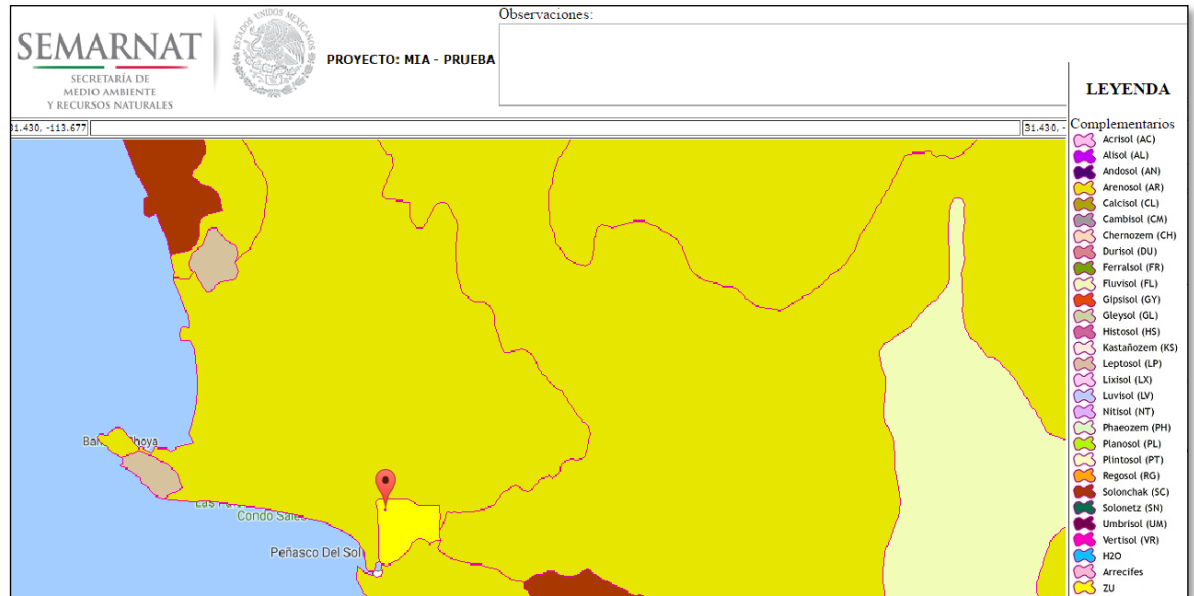 Observaciones:
SEMARNAT
SECRETARÍA DE
MEDIO AMBIENTE
Y RECURSOS NATURALES
ESTADOS UNIDOS MEXICANOS
PROYECTO: MIA - PRUEBA
LEYENDA
31.430, -113.677
31.430, -
Complementarios
Acrisol (AC)
Alisol (AL)
Andosol (AN)
Arenosol (AR)
Calcisol (CL)
Cambisol (CM)
Chernozem (CH)
Durisol (DU)
Ferralsol (FR)
Fluvisol (FL)
Gipsisol (GY)
Gleysol (GL)
Histosol (HS)
Kastañozem (KS)
Leptosol (LP)
Lixisol (LX)
Luvisol (LV)
Nitisol (NT)
Phaeozem (PH)
Planosol (PL)
Plintosol (PT)
Regosol (RG)
Solonchak (SC)
Solonetz (SN)
Umbrisol (UM)
Vertisol (VR)
H2O
Arrecifes
ZU
Condo
Peñasco Del Sol